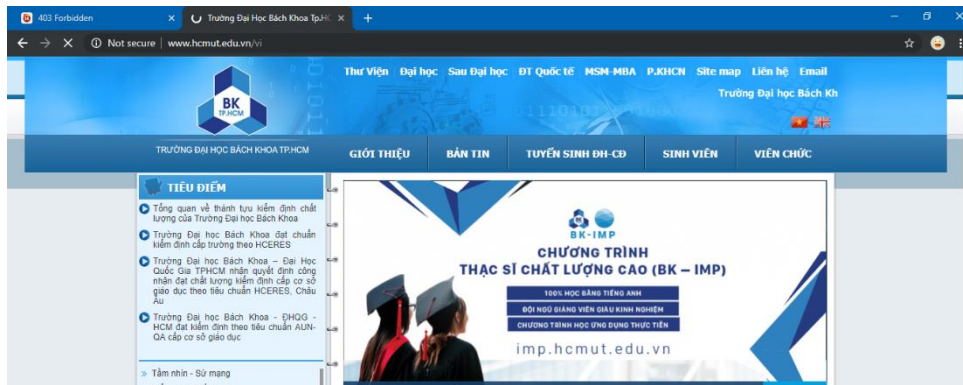 403 Forbidden
Trường Đại Học Bách Khoa Tp.HC
Not secure | www.hcmut.edu.vn/vi
Thư Viện Đại học Sau Đại học ĐT Quốc tế MSM-MBA P.KHCN Site map Liên hệ Email
Trường Đại học Bách Kh
BK
TP.HCM
TRƯỜNG ĐẠI HỌC BÁCH KHOA TP.HCM
GIỚI THIỆU BẢN TIN TUYỂN SINH ĐH-CĐ SINH VIÊN VIÊN CHỨC
TIÊU ĐIỂM
Tổng quan về thành tựu kiểm định chất
lượng của Trường Đại học Bách Khoa
Trường Đại học Bách Khoa đạt chuẩn
kiểm định cấp trường theo HCERES
Trường Đại học Bách Khoa – Đại Học
Quốc Gia TPHCM nhận quyết định công
nhận đạt chất lượng kiểm định cấp cơ sở
giáo dục theo tiêu chuẩn HCERES, Châu
Âu
Trường Đại học Bách Khoa - ĐHQG -
HCM đạt kiểm định theo tiêu chuẩn AUN-
QA cấp cơ sở giáo dục
» Tầm nhìn - Sứ mạng
BK-IMP
CHƯƠNG TRÌNH
THẠC SĨ CHẤT LƯỢNG CAO (BK – IMP)
100% HỌC BẰNG TIẾNG ANH
ĐỘI NGŨ GIẢNG VIÊN GIÀU KINH NGHIỆM
CHƯƠNG TRÌNH HỌC ỨNG DỤNG THỰC TIỄN
imp.hcmut.edu.vn